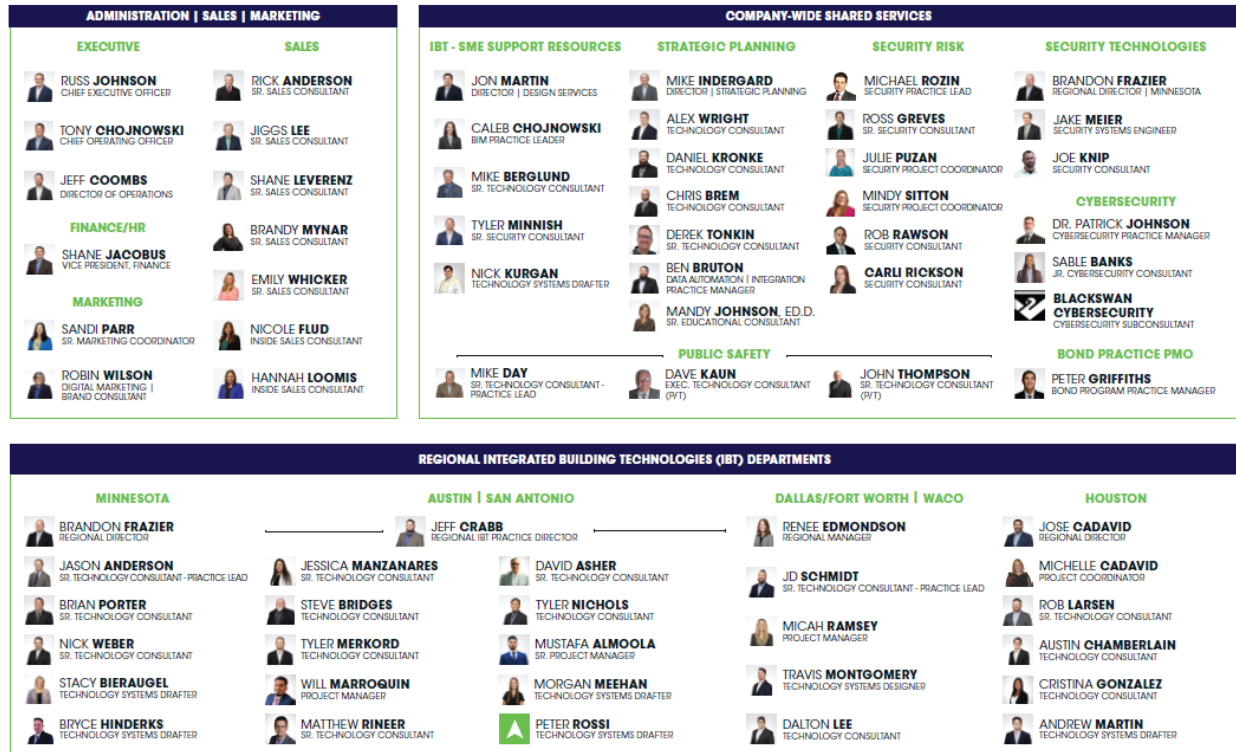 ADMINISTRATION | SALES | MARKETING
EXECUTIVE
RUSS JOHNSON
CHIEF EXECUTIVE OFFICER
TONY CHOJNOWSKI
CHIEF OPERATING OFFICER
JEFF COOMBS
DIRECTOR OF OPERATIONS
FINANCE/HR
SHANE JACOBUS
VICE PRESIDENT, FINANCE
MARKETING
SANDI PARR
SR. MARKETING COORDINATOR
ROBIN WILSON
DIGITAL MARKETING |
BRAND CONSULTANT
SALES
RICK ANDERSON
SR. SALES CONSULTANT
JIGGS LEE
SR. SALES CONSULTANT
SHANE LEVERENZ
SR. SALES CONSULTANT
BRANDY MYNAR
SR. SALES CONSULTANT
EMILY WHICKER
SR. SALES CONSULTANT
NICOLE FLUD
INSIDE SALES CONSULTANT
HANNAH LOOMIS
INSIDE SALES CONSULTANT
COMPANY-WIDE SHARED SERVICES
IBT - SME SUPPORT RESOURCES
JON MARTIN
DIRECTOR | DESIGN SERVICES
CALEB CHOJNOWSKI
BIM PRACTICE LEADER
MIKE BERGLUND
SR. TECHNOLOGY CONSULTANT
TYLER MINNISH
SR. SECURITY CONSULTANT
NICK KURGAN
TECHNOLOGY SYSTEMS DRAFTER
STRATEGIC PLANNING
MIKE INDERGARD
DIRECTOR | STRATEGIC PLANNING
ALEX WRIGHT
TECHNOLOGY CONSULTANT
DANIEL KRONKE
TECHNOLOGY CONSULTANT
CHRIS BREM
TECHNOLOGY CONSULTANT
DEREK TONKIN
SR. TECHNOLOGY CONSULTANT
BEN BRUTON
DATA AUTOMATION | INTEGRATION
PRACTICE MANAGER
MANDY JOHNSON, ED.D.
SR. EDUCATIONAL CONSULTANT
SECURITY RISK
MICHAEL ROZIN
SECURITY PRACTICE LEAD
ROSS GREVES
SR. SECURITY CONSULTANT
JULIE PUZAN
SECURITY PROJECT COORDINATOR
MINDY SITTON
SECURITY PROJECT COORDINATOR
ROB RAWSON
SECURITY CONSULTANT
CARLI RICKSON
SECURITY CONSULTANT
SECURITY TECHNOLOGIES
BRANDON FRAZIER
REGIONAL DIRECTOR | MINNESOTA
JAKE MEIER
SECURITY SYSTEMS ENGINEER
JOE KNIP
SECURITY CONSULTANT
CYBERSECURITY
DR. PATRICK JOHNSON
CYBERSECURITY PRACTICE MANAGER
SABLE BANKS
JR. CYBERSECURITY CONSULTANT
BLACKSWAN
CYBERSECURITY
CYBERSECURITY SUBCONSULTANT
PUBLIC SAFETY
MIKE DAY
SR. TECHNOLOGY CONSULTANT-
PRACTICE LEAD
DAVE KAUN
EXEC. TECHNOLOGY CONSULTANT
(P/T)
JOHN THOMPSON
SR. TECHNOLOGY CONSULTANT
(P/T)
BOND PRACTICE PMO
PETER GRIFFITHS
BOND PROGRAM PRACTICE MANAGER
REGIONAL INTEGRATED BUILDING TECHNOLOGIES (IBT) DEPARTMENTS
MINNESOTA
BRANDON FRAZIER
REGIONAL DIRECTOR
JASON ANDERSON
SR. TECHNOLOGY CONSULTANT-PRACTICE LEAD
BRIAN PORTER
SR. TECHNOLOGY CONSULTANT
NICK WEBER
SR. TECHNOLOGY CONSULTANT
STACY BIERAUGEL
TECHNOLOGY SYSTEMS DRAFTER
BRYCE HINDERKS
TECHNOLOGY SYSTEMS DRAFTER
AUSTIN | SAN ANTONIO
JEFF CRABB
REGIONAL IBT PRACTICE DIRECTOR
JESSICA MANZANARES
SR. TECHNOLOGY CONSULTANT
STEVE BRIDGES
TECHNOLOGY CONSULTANT
TYLER MERKORD
TECHNOLOGY CONSULTANT
WILL MARROQUIN
PROJECT MANAGER
MATTHEW RINEER
SR. TECHNOLOGY CONSULTANT
DAVID ASHER
SR. TECHNOLOGY CONSULTANT
TYLER NICHOLS
TECHNOLOGY CONSULTANT
MUSTAFA ALMOOLA
SR. PROJECT MANAGER
MORGAN MEEHAN
TECHNOLOGY SYSTEMS DRAFTER
PETER ROSSI
TECHNOLOGY SYSTEMS DRAFTER
DALLAS/FORT WORTH | WACO
RENEE EDMONDSON
REGIONAL MANAGER
JD SCHMIDT
SR. TECHNOLOGY CONSULTANT - PRACTICE LEAD
MICAH RAMSEY
PROJECT MANAGER
TRAVIS MONTGOMERY
TECHNOLOGY SYSTEMS DESIGNER
DALTON LEE
TECHNOLOGY CONSULTANT
HOUSTON
JOSE CADAVID
REGIONAL DIRECTOR
MICHELLE CADAVID
PROJECT COORDINATOR
ROB LARSEN
SR. TECHNOLOGY CONSULTANT
AUSTIN CHAMBERLAIN
TECHNOLOGY CONSULTANT
CRISTINA GONZALEZ
TECHNOLOGY CONSULTANT
ANDREW MARTIN
TECHNOLOGY SYSTEMS DRAFTER